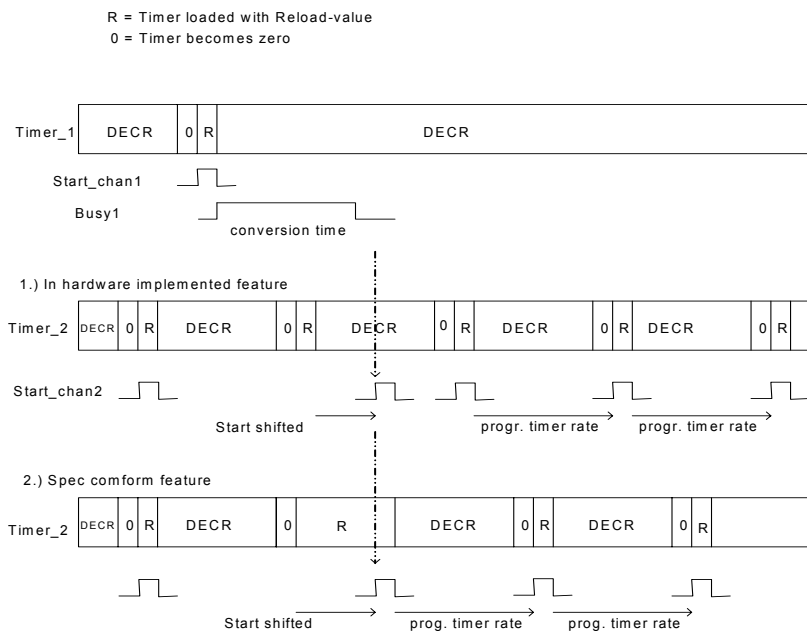 R = Timer loaded with Reload-value
0 = Timer becomes zero
Timer_1 DECR 0 R DECR
Start_chan1
Busy1
conversion time
1.) In hardware implemented feature
Timer_2 DECR 0 R DECR 0 R DECR 0 R DECR 0 R DECR 0 R
Start_chan2
Start shifted progr. timer rate progr. timer rate
2.) Spec comform feature
Timer_2 DECR 0 R DECR 0 R DECR 0 R DECR 0 R
Start shifted prog. timer rate prog. timer rate